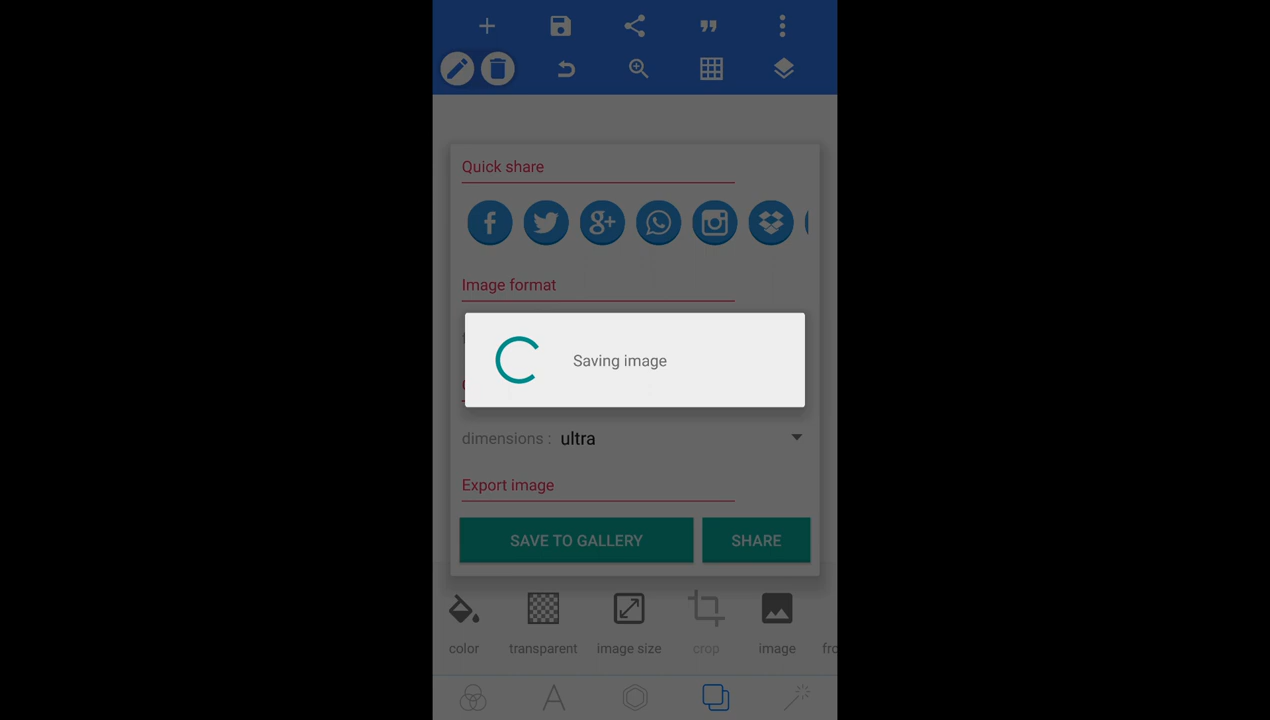 Quick share
Image format
Saving image
dimensions : ultra
Export image
SAVE TO GALLERY SHARE
color transparent image size crop image